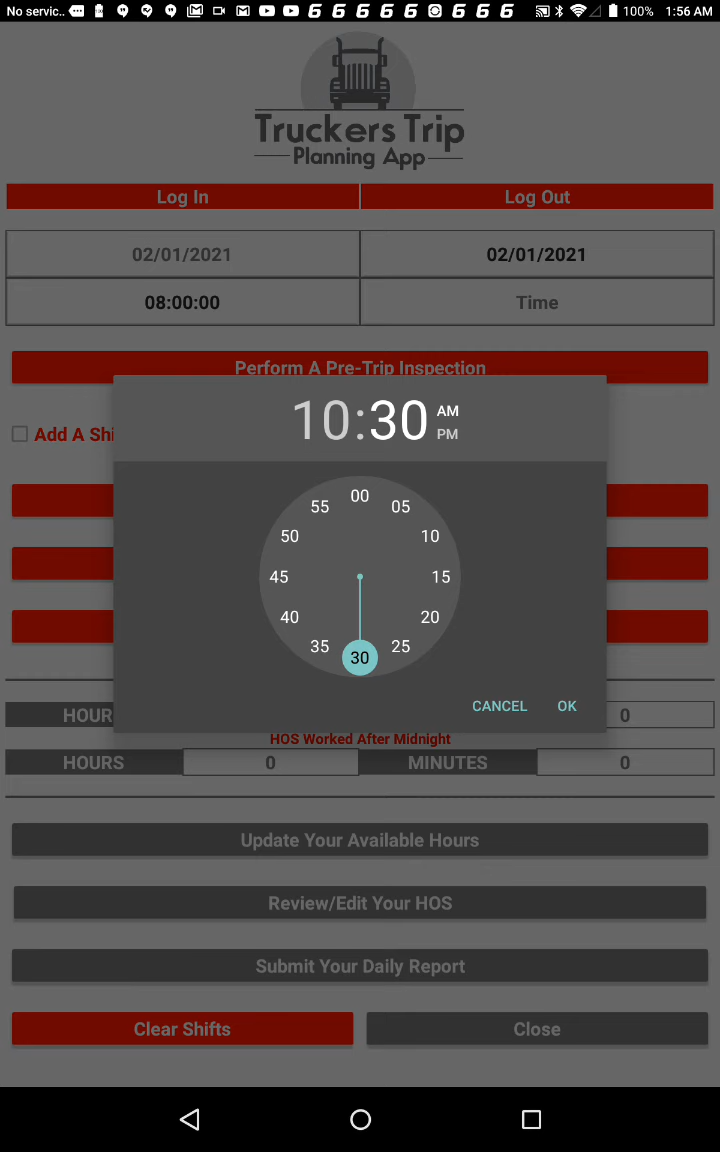 No servic.. 100% 1:56 AM
Truckers Trip
Planning App
Log In Log Out
02/01/2021 02/01/2021
08:00:00 Time
Perform A Pre-Trip Inspection
10:30 AM
PM
Add A Shi
00
55 05
50 10
45 15
40 20
35 25
30
CANCEL OK
HOUR 0
HOS Worked After Midnight
HOURS 0 MINUTES 0
Update Your Available Hours
Review/Edit Your HOS
Submit Your Daily Report
Clear Shifts Close